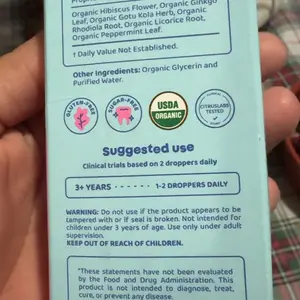 Organic Hibiscus Flower, Organic Ginkgo
Leaf, Organic Gotu Kola Herb, Organic
Rhodiola Root, Organic Licorice Root,
Organic Peppermint Leaf.
† Daily Value Not Established.
Other Ingredients: Organic Glycerin and
Purified Water.
GLUTEN-FREE
SUGAR-FREE
USDA
ORGANIC
CITRUSLABS
TESTED
Suggested use
Clinical trials based on 2 droppers daily
3+ YEARS ------ 1-2 DROPPERS DAILY
WARNING: Do not use if the product appears to be
tampered with or if seal is broken. Not intended for
children under 3 years of age. Use only under adult
supervision.
KEEP OUT OF REACH OF CHILDREN.
"These statements have not been evaluated
by the Food and Drug Administration. This
product is not intended to diagnose, treat,
cure, or prevent any disease.